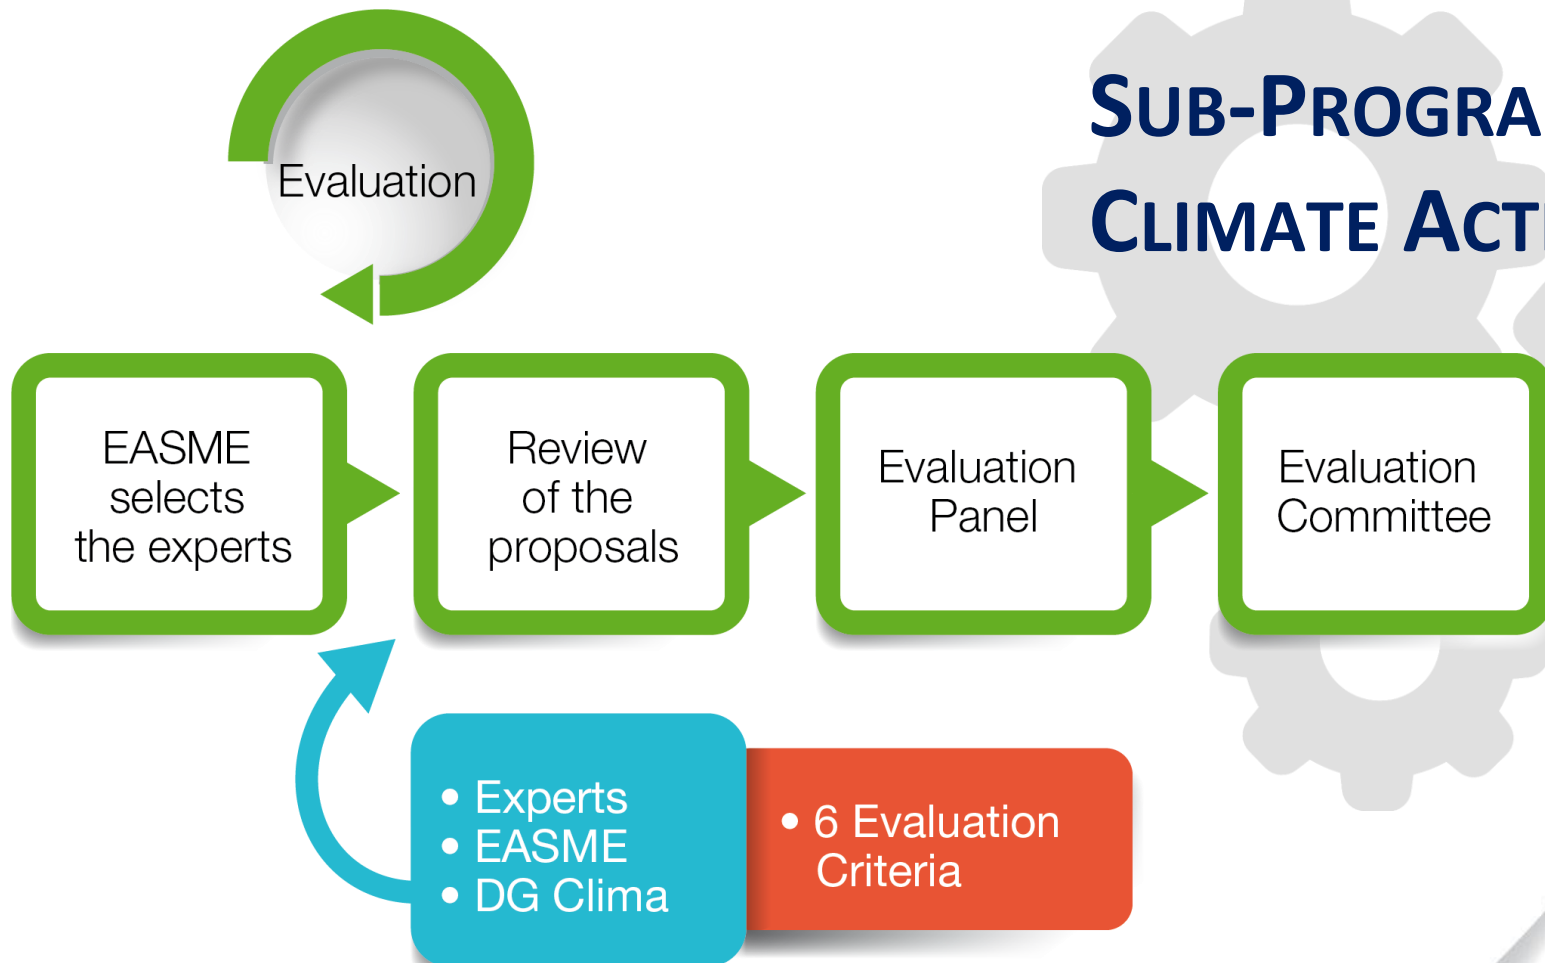 Evaluation
SUB-PROGRA
CLIMATE ACTI
EASME
selects
the experts
Review
of the
proposals
Evaluation
Panel
Evaluation
Committee
• Experts
• EASME
• DG Clima
• 6 Evaluation
Criteria